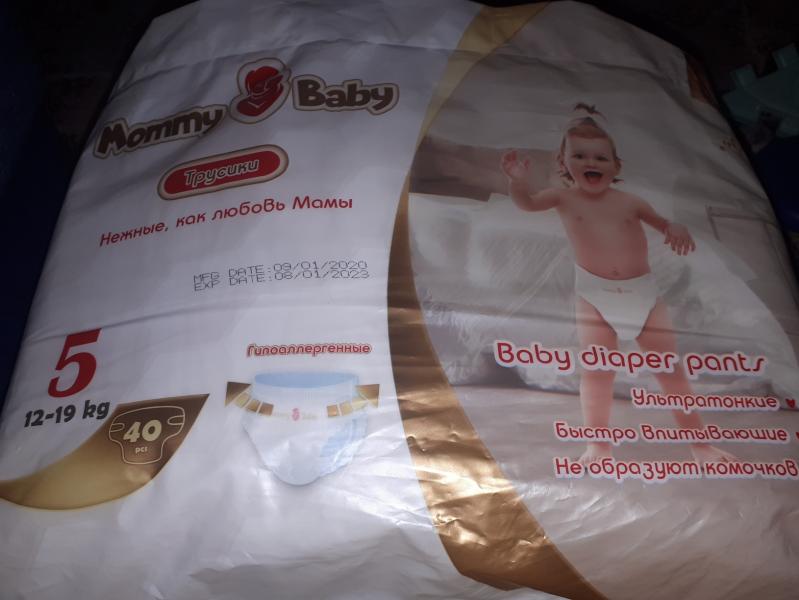 Mommy Baby
Трусики
Нежные, как любовь Мамы
MFG DATE:09/01/2020
EXP DATE:08/01/2023
5
12-19 kg
40
pcs
Гипоаллергенные
Baby diaper pants
Ультратонкие
Быстро Впитывающие
Не образуют комочков